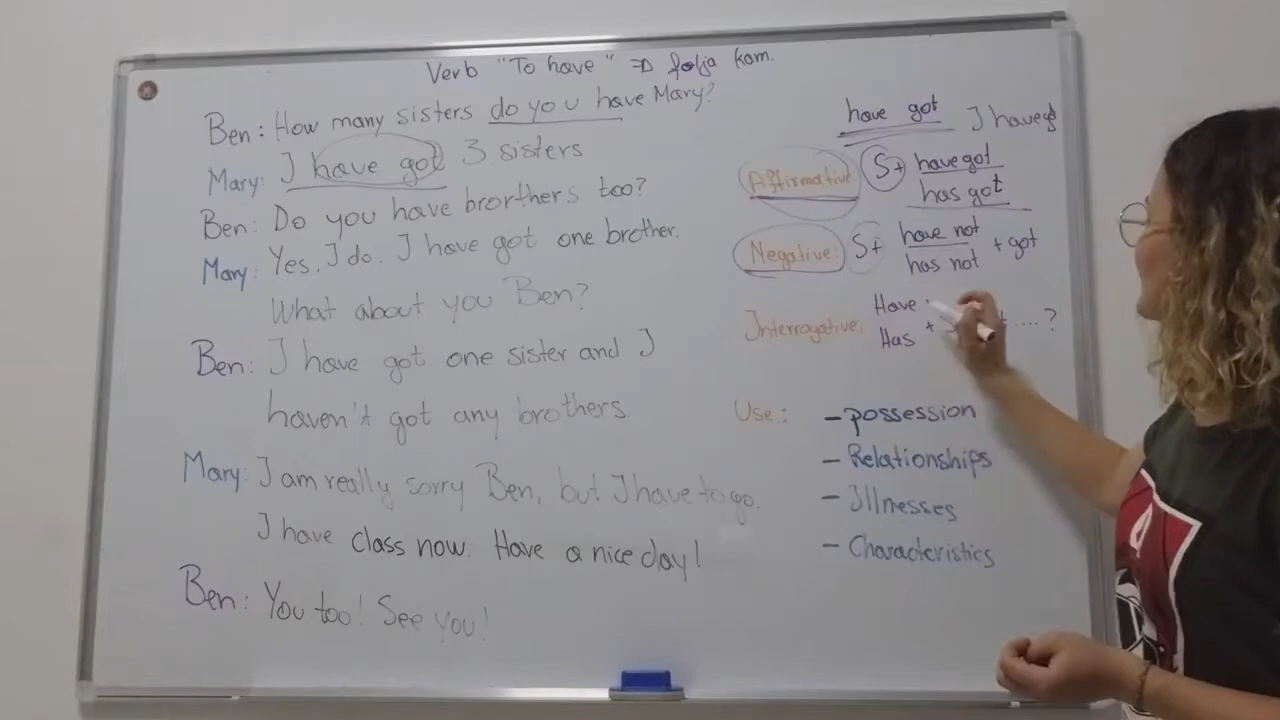 Verb "To have" => folja kam.
Ben: How many sisters do you have Mary?
Mary: I have got 3 sisters
Ben: Do you have brorthers too?
Mary: Yes, I do. I have got one brother.
What about you Ben?
Ben: I have got one sister and I
haven't got any brothers.
Mary: I am really sorry Ben, but I have to go.
I have class now. Have a nice day!
Ben: You too! See you!
have got I have
Affirmative: S+ have got
has got
Negative: S+ have not
has not + got
Interrogative: Have
Has + .... ?
Use: - possession
- Relationships
- Illnesses
- Characteristics